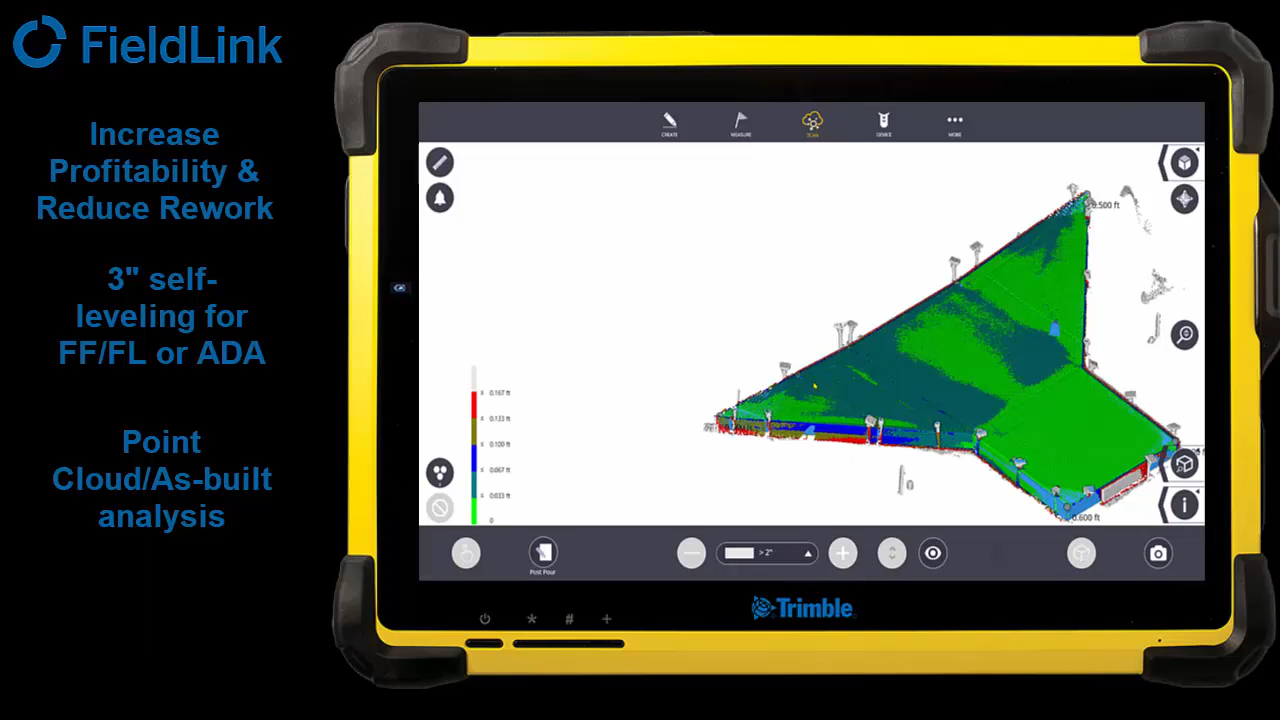 FieldLink
Increase
Profitability &
Reduce Rework
3" self-
leveling for
FF/FL or ADA
Point
Cloud/As-built
analysis
CREATE
MEASURE
SCAN
DEVICE
MORE
0.500 ft
0.167 ft
0.133 ft
0.100 ft
0.067 ft
0.033 ft
0
0.600 ft
Post Pour
> 2"
Trimble
* # +